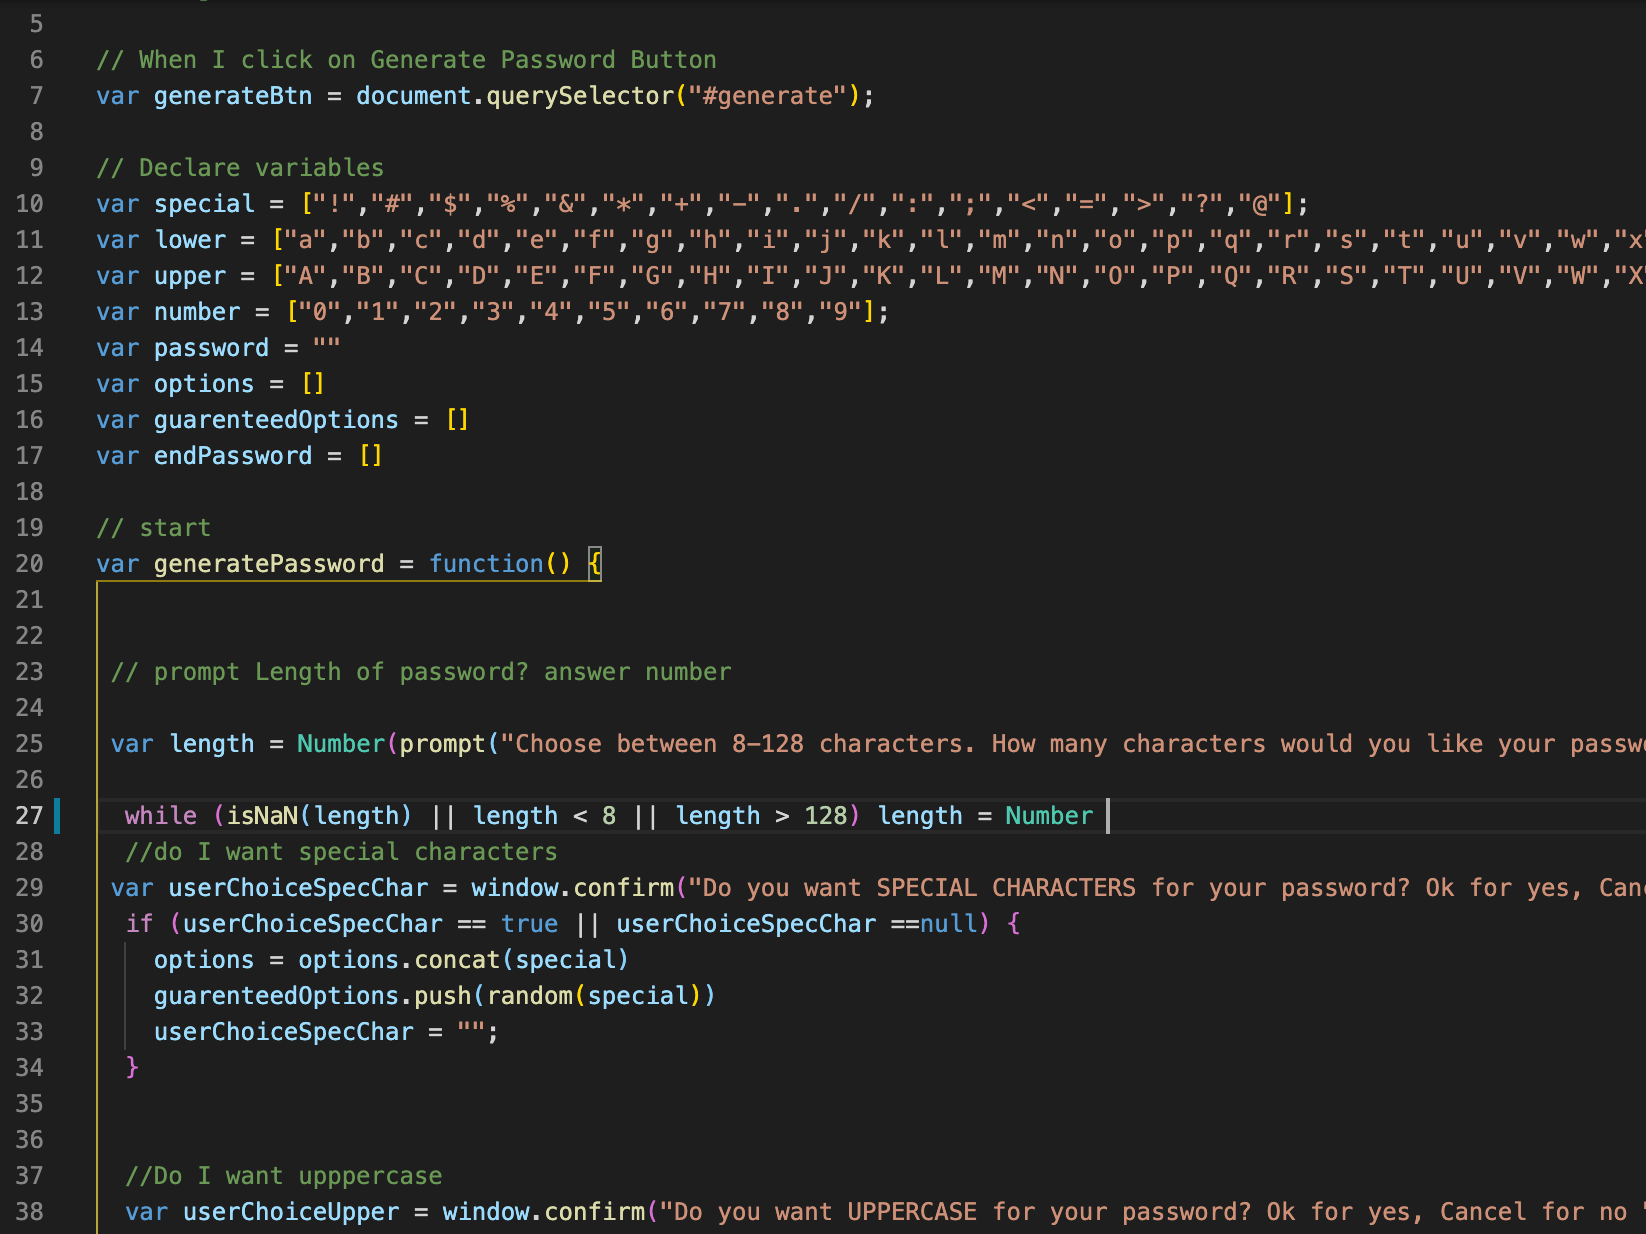 5
6 // When I click on Generate Password Button
7 var generateBtn = document.querySelector("#generate");
8
9 // Declare variables
10 var special = ["!","#","$","%","&","*","+","-",".","/",":",";","<","=",">","?","@"];
11 var lower = ["a","b","c","d","e","f","g","h","i","j","k","l","m","n","o","p","q","r","s","t","u","v","w","x"
12 var upper = ["A","B","C","D","E","F","G","H","I","J","K","L","M","N","O","P","Q","R","S","T","U","V","W","X"
13 var number = ["0","1","2","3","4","5","6","7","8","9"];
14 var password = ""
15 var options = []
16 var guarenteedOptions = []
17 var endPassword = []
18
19 // start
20 var generatePassword = function() {
21
22
23 // prompt Length of password? answer number
24
25 var length = Number(prompt("Choose between 8-128 characters. How many characters would you like your passw
26
27 while (isNaN(length) || length < 8 || length > 128) length = Number
28 //do I want special characters
29 var userChoiceSpecChar = window.confirm("Do you want SPECIAL CHARACTERS for your password? Ok for yes, Can
30 if (userChoiceSpecChar == true || userChoiceSpecChar ==null) {
31 options = options.concat(special)
32 guarenteedOptions.push(random(special))
33 userChoiceSpecChar = "";
34 }
35
36
37 //Do I want upppercase
38 var userChoiceUpper = window.confirm("Do you want UPPERCASE for your password? Ok for yes, Cancel for no "